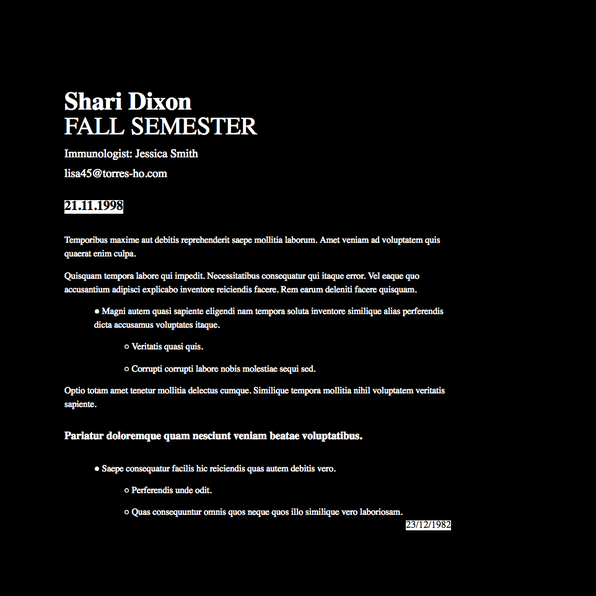 Shari Dixon
FALL SEMESTER
Immunologist: Jessica Smith
lisa45@torres-ho.com
21.11.1998
Temporibus maxime aut debitis reprehenderit saepe mollitia laborum. Amet veniam ad voluptatem quis
quaerat enim culpa.
Quisquam tempora labore qui impedit. Necessitatibus consequatur qui itaque error. Vel eaque quo
accusantium adipisci explicabo inventore reiciendis facere. Rem earum deleniti facere quisquam.
● Magni autem quasi sapiente eligendi nam tempora soluta inventore similique alias perferendis
dicta accusamus voluptates itaque.
○ Veritatis quasi quis.
○ Corrupti corrupti labore nobis molestiae sequi sed.
Optio totam amet tenetur mollitia delectus cumque. Similique tempora mollitia nihil voluptatem veritatis
sapiente.
Pariatur doloremque quam nesciunt veniam beatae voluptatibus.
● Saepe consequatur facilis hic reiciendis quas autem debitis vero.
○ Perferendis unde odit.
○ Quas consequuntur omnis quos neque quos illo similique vero laboriosam.
23/12/1982